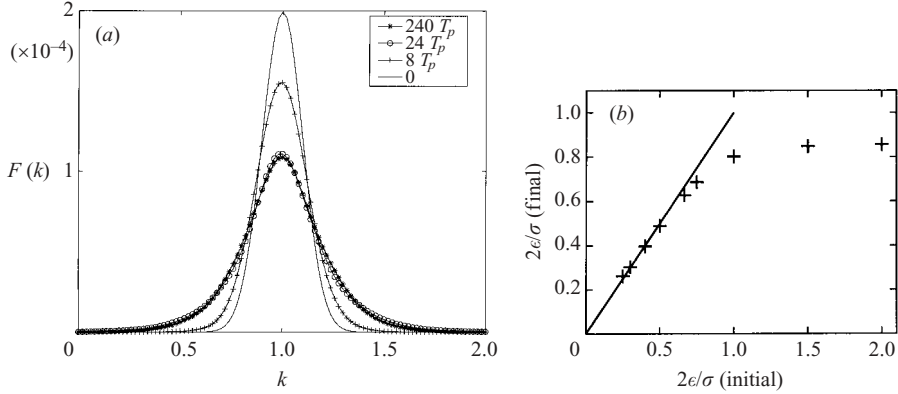 2
(×10⁻⁴)
(a)
240 Tₚ
24 Tₚ
8 Tₚ
0
F (k)
1
0
0.5
1.0
1.5
2.0
k
(b)
1.0
0.8
0.6
0.4
0.2
2ϵ/σ (final)
0
0.5
1.0
1.5
2.0
2ϵ/σ (initial)